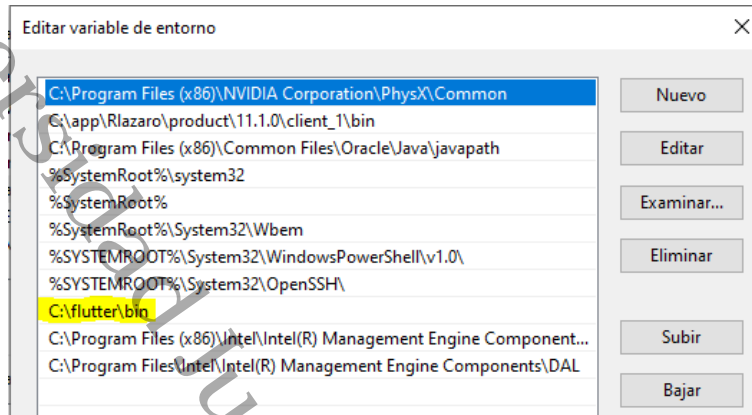 Editar variable de entorno
C:\Program Files (x86)\NVIDIA Corporation\PhysX\Common
Nuevo
C:\app\Rlazaro\product\11.1.0\client_1\bin
C:\Program Files (x86)\Common Files\Oracle\Java\javapath
Editar
%SystemRoot%\system32
%SystemRoot%
Examinar...
%SystemRoot%\System32\Wbem
%SYSTEMROOT%\System32\WindowsPowerShell\v1.0\
Eliminar
%SYSTEMROOT%\System32\OpenSSH\
C:\flutter\bin
C:\Program Files (x86)\Intel\Intel(R) Management Engine Component...
Subir
C:\Program Files\Intel\Intel(R) Management Engine Components\DAL
Bajar